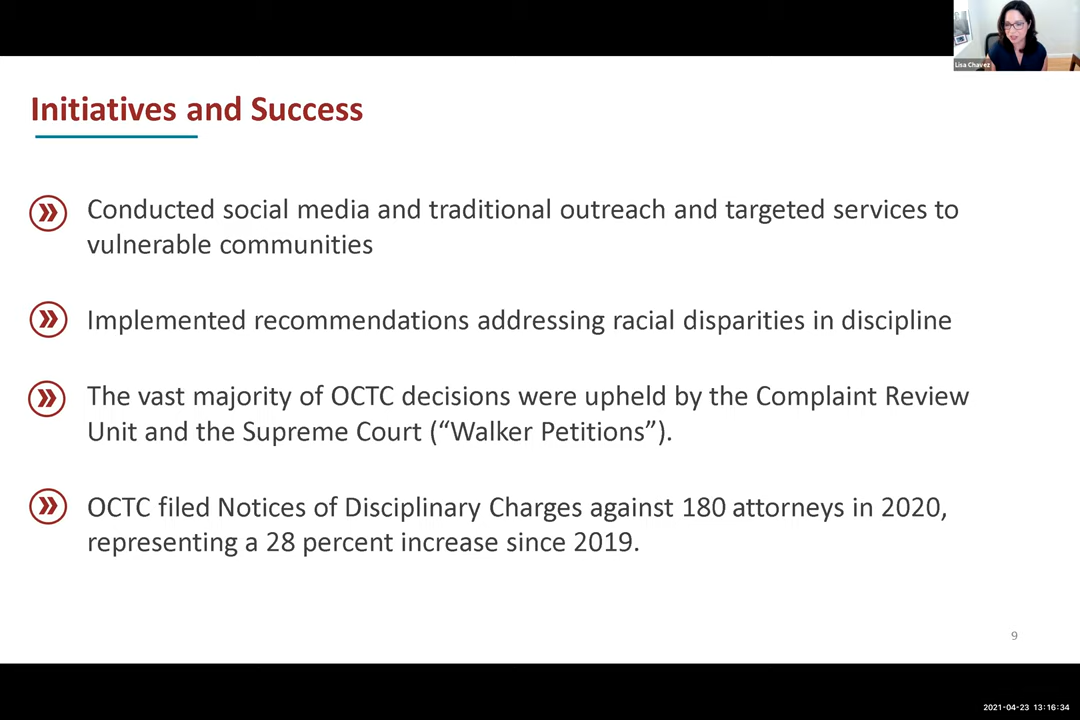 Lisa Chavez
Initiatives and Success
Conducted social media and traditional outreach and targeted services to
vulnerable communities
Implemented recommendations addressing racial disparities in discipline
The vast majority of OCTC decisions were upheld by the Complaint Review
Unit and the Supreme Court (“Walker Petitions”).
OCTC filed Notices of Disciplinary Charges against 180 attorneys in 2020,
representing a 28 percent increase since 2019.
9
2021-04-23 13:16:34